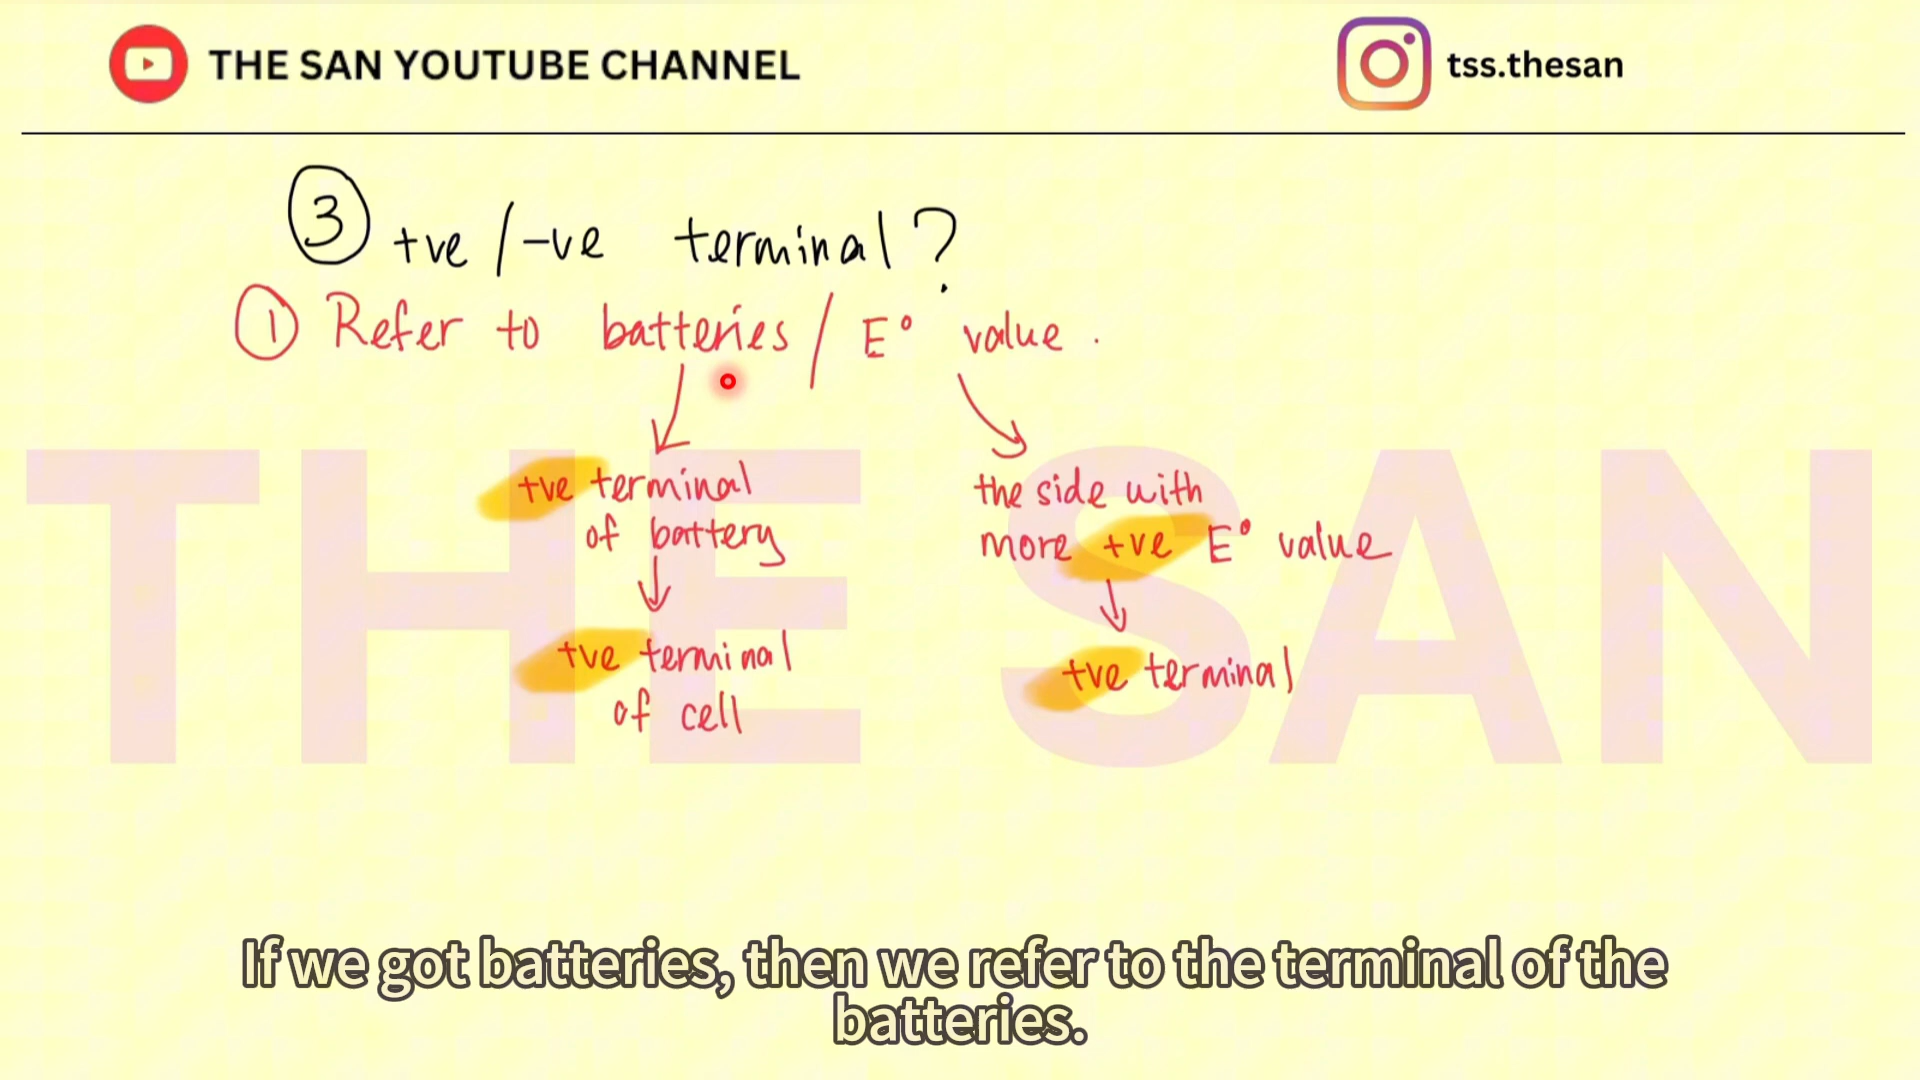 THE SAN YOUTUBE CHANNEL
tss.thesan
③ +ve / -ve terminal?
① Refer to batteries / E° value.
+ve terminal
of battery
+ve terminal
of cell
the side with
more +ve E° value
+ve terminal
THE SAN
If we got batteries, then we refer to the terminal of the
batteries.